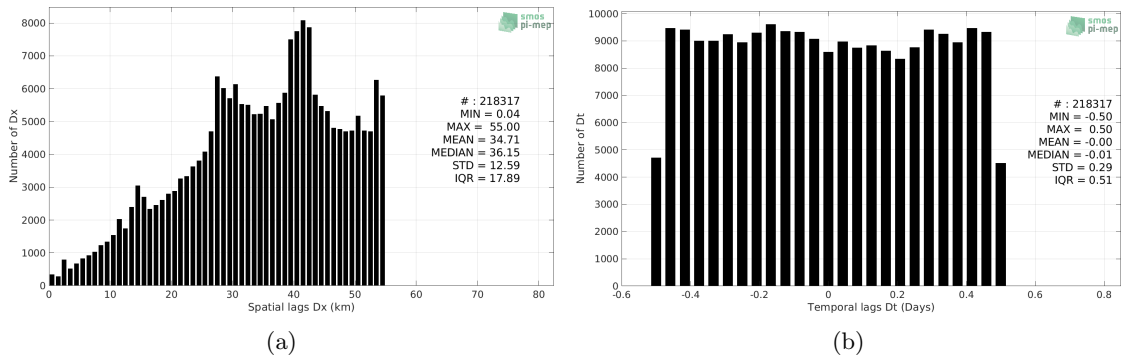 smos
pi-mep
8000
7000
6000
5000
4000
3000
2000
1000
0
Number of Dx
# : 218317
MIN = 0.04
MAX = 55.00
MEAN = 34.71
MEDIAN = 36.15
STD = 12.59
IQR = 17.89
0 10 20 30 40 50 60 70 80
Spatial lags Dx (km)
(a)
smos
pi-mep
10000
9000
8000
7000
6000
5000
4000
3000
2000
1000
0
Number of Dt
# : 218317
MIN = -0.50
MAX = 0.50
MEAN = -0.00
MEDIAN = -0.01
STD = 0.29
IQR = 0.51
-0.6 -0.4 -0.2 0 0.2 0.4 0.6 0.8
Temporal lags Dt (Days)
(b)